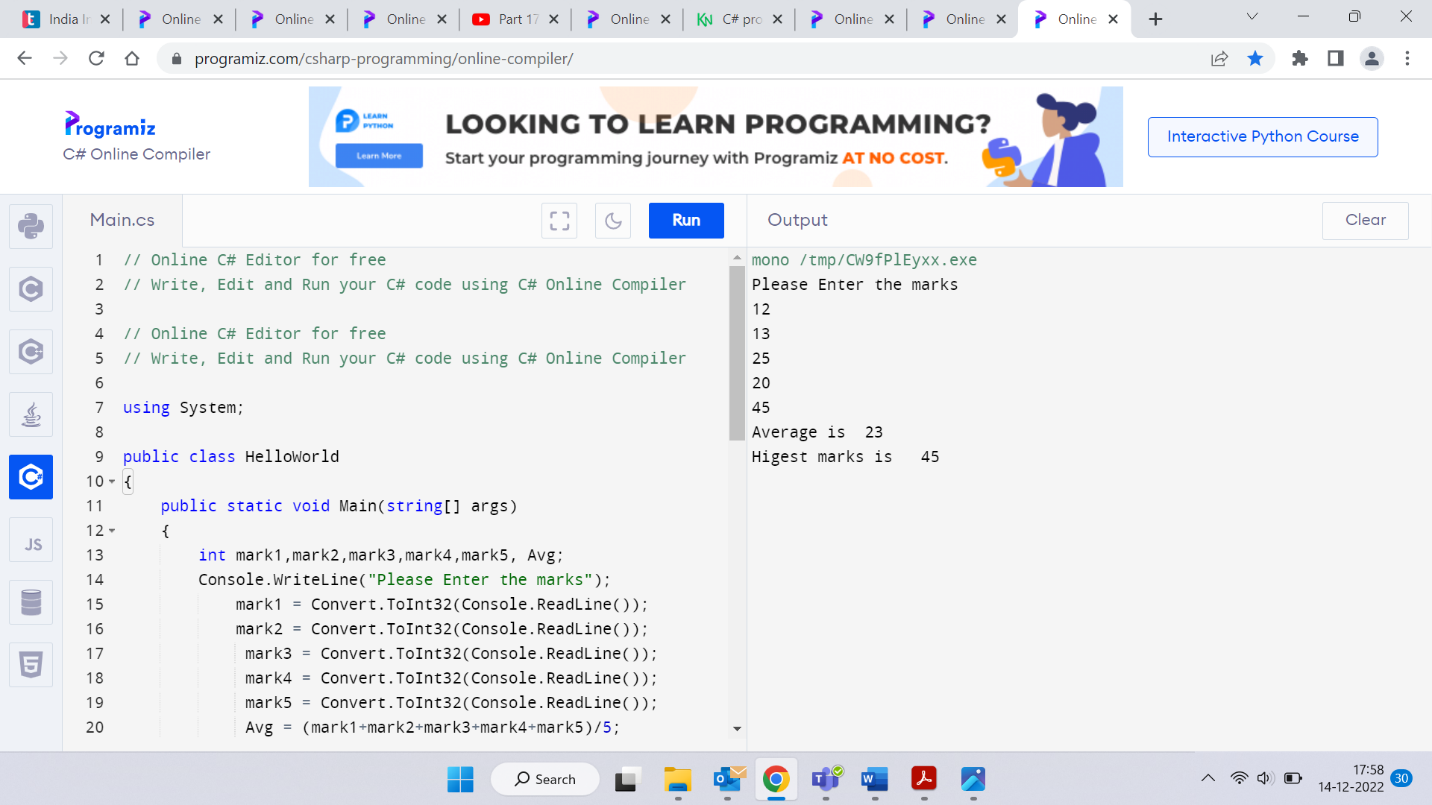 India Ir
Online
Online
Online
Part 17
Online
C# pro
Online
Online
Online
programiz.com/csharp-programming/online-compiler/
Programiz
C# Online Compiler
LEARN
PYTHON
Learn More
LOOKING TO LEARN PROGRAMMING?
Start your programming journey with Programiz AT NO COST.
Interactive Python Course
Main.cs
Run
Output
Clear
1 // Online C# Editor for free
2 // Write, Edit and Run your C# code using C# Online Compiler
3
4 // Online C# Editor for free
5 // Write, Edit and Run your C# code using C# Online Compiler
6
7 using System;
8
9 public class HelloWorld
10 {
11 public static void Main(string[] args)
12 {
13 int mark1,mark2,mark3,mark4,mark5, Avg;
14 Console.WriteLine("Please Enter the marks");
15 mark1 = Convert.ToInt32(Console.ReadLine());
16 mark2 = Convert.ToInt32(Console.ReadLine());
17 mark3 = Convert.ToInt32(Console.ReadLine());
18 mark4 = Convert.ToInt32(Console.ReadLine());
19 mark5 = Convert.ToInt32(Console.ReadLine());
20 Avg = (mark1+mark2+mark3+mark4+mark5)/5;
mono /tmp/CW9fPlEyxx.exe
Please Enter the marks
12
13
25
20
45
Average is 23
Higest marks is 45
JS
Search
17:58
14-12-2022
30